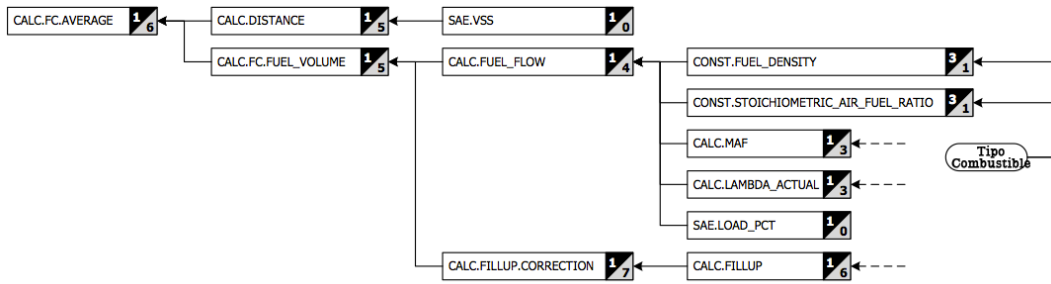 CALC.FC.AVERAGE 1 6
CALC.DISTANCE 1 5
SAE.VSS 1 0
CALC.FC.FUEL_VOLUME 1 5
CALC.FUEL_FLOW 1 4
CONST.FUEL_DENSITY 3 1
CONST.STOICHIOMETRIC_AIR_FUEL_RATIO 3 1
CALC.MAF 1 3
Tipo
Combustible
CALC.LAMBDA_ACTUAL 1 3
SAE.LOAD_PCT 1 0
CALC.FILLUP.CORRECTION 1 7
CALC.FILLUP 1 6